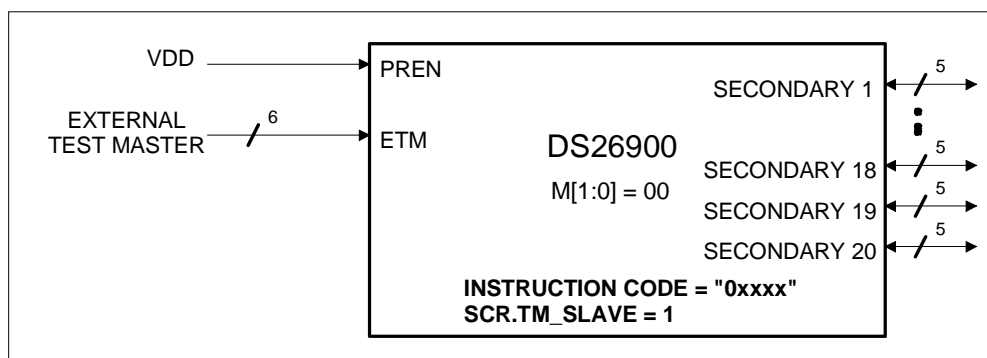 VDD
PREN
EXTERNAL
TEST MASTER
6
ETM
DS26900
M[1:0] = 00
SECONDARY 1
5
SECONDARY 18
5
SECONDARY 19
5
SECONDARY 20
5
INSTRUCTION CODE = "0xxxx"
SCR.TM_SLAVE = 1